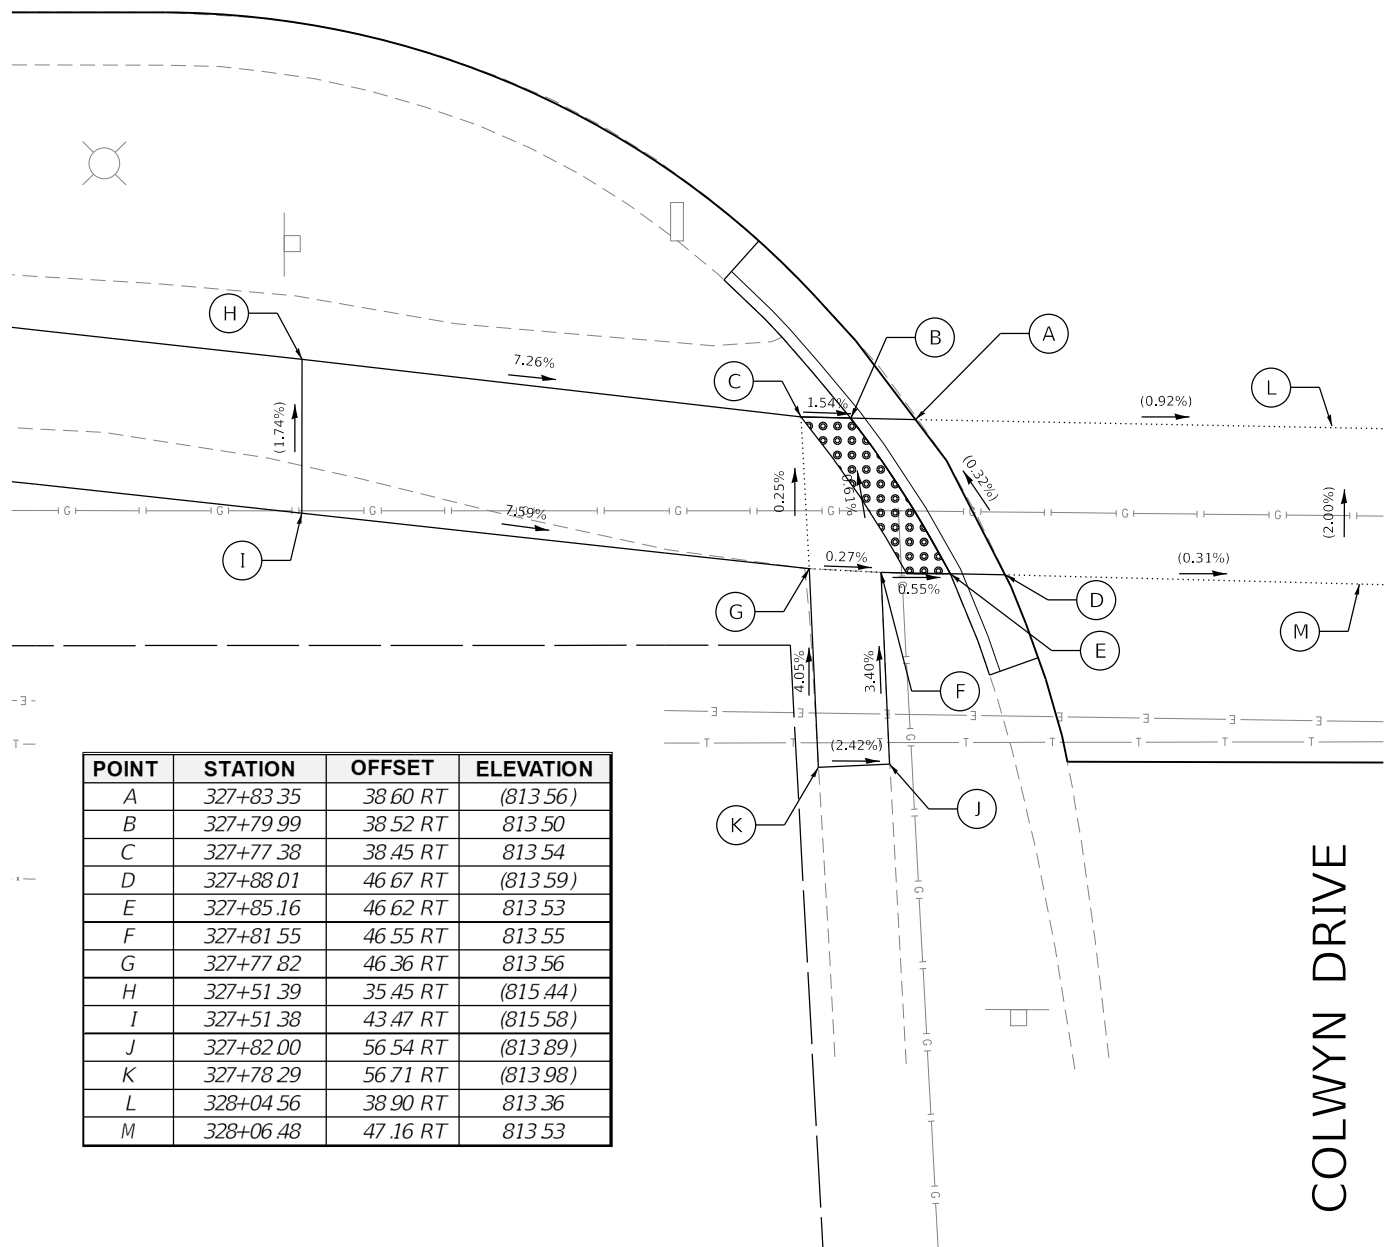 H
7.26%
B
A
C
1.54%
(0.92%)
L
(1.74%)
0.25%
0.61%
(0.32%)
(2.00%)
G G G G G G G G
7.59%
I
0.27%
(0.31%)
G
0.55%
G
D
M
E
4.05%
3.40%
F
E
E E E E E E E E
T
T T T T T T T T
G
(2.42%)
K
J
POINT STATION OFFSET ELEVATION
A 327+83.35 38.60 RT (813.56)
B 327+79.99 38.52 RT 813.50
C 327+77.38 38.45 RT 813.54
D 327+88.01 46.67 RT (813.59)
E 327+85.16 46.62 RT 813.53
F 327+81.55 46.55 RT 813.55
G 327+77.82 46.36 RT 813.56
H 327+51.39 35.45 RT (815.44)
I 327+51.38 43.47 RT (815.58)
J 327+82.00 56.54 RT (813.89)
K 327+78.29 56.71 RT (813.98)
L 328+04.56 38.90 RT 813.36
M 328+06.48 47.16 RT 813.53
G
G
G
COLWYN DRIVE